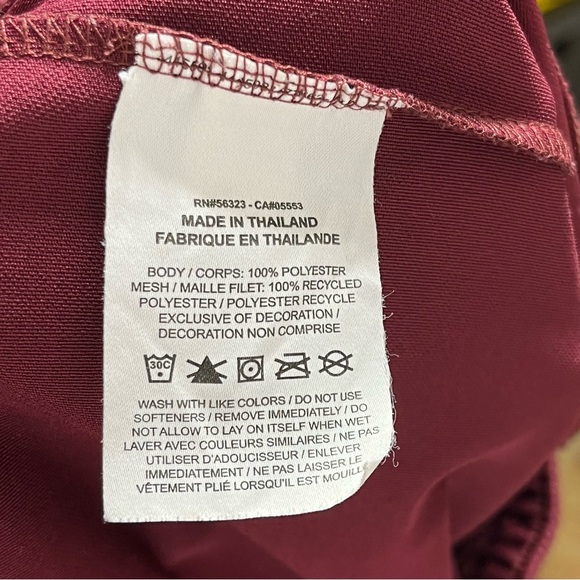 RN#56323 - CA#05553
MADE IN THAILAND
FABRIQUE EN THAILANDE
BODY / CORPS: 100% POLYESTER
MESH / MAILLE FILET: 100% RECYCLED
POLYESTER / POLYESTER RECYCLE
EXCLUSIVE OF DECORATION /
DECORATION NON COMPRISE
30C
WASH WITH LIKE COLORS / DO NOT USE
SOFTENERS / REMOVE IMMEDIATELY / DO
NOT ALLOW TO LAY ON ITSELF WHEN WET
LAVER AVEC COULEURS SIMILAIRES / NE PAS
UTILISER D'ADOUCISSEUR / ENLEVER
IMMEDIATEMENT / NE PAS LAISSER LE
VÊTEMENT PLIÉ LORSQU'IL EST MOUILLÉ